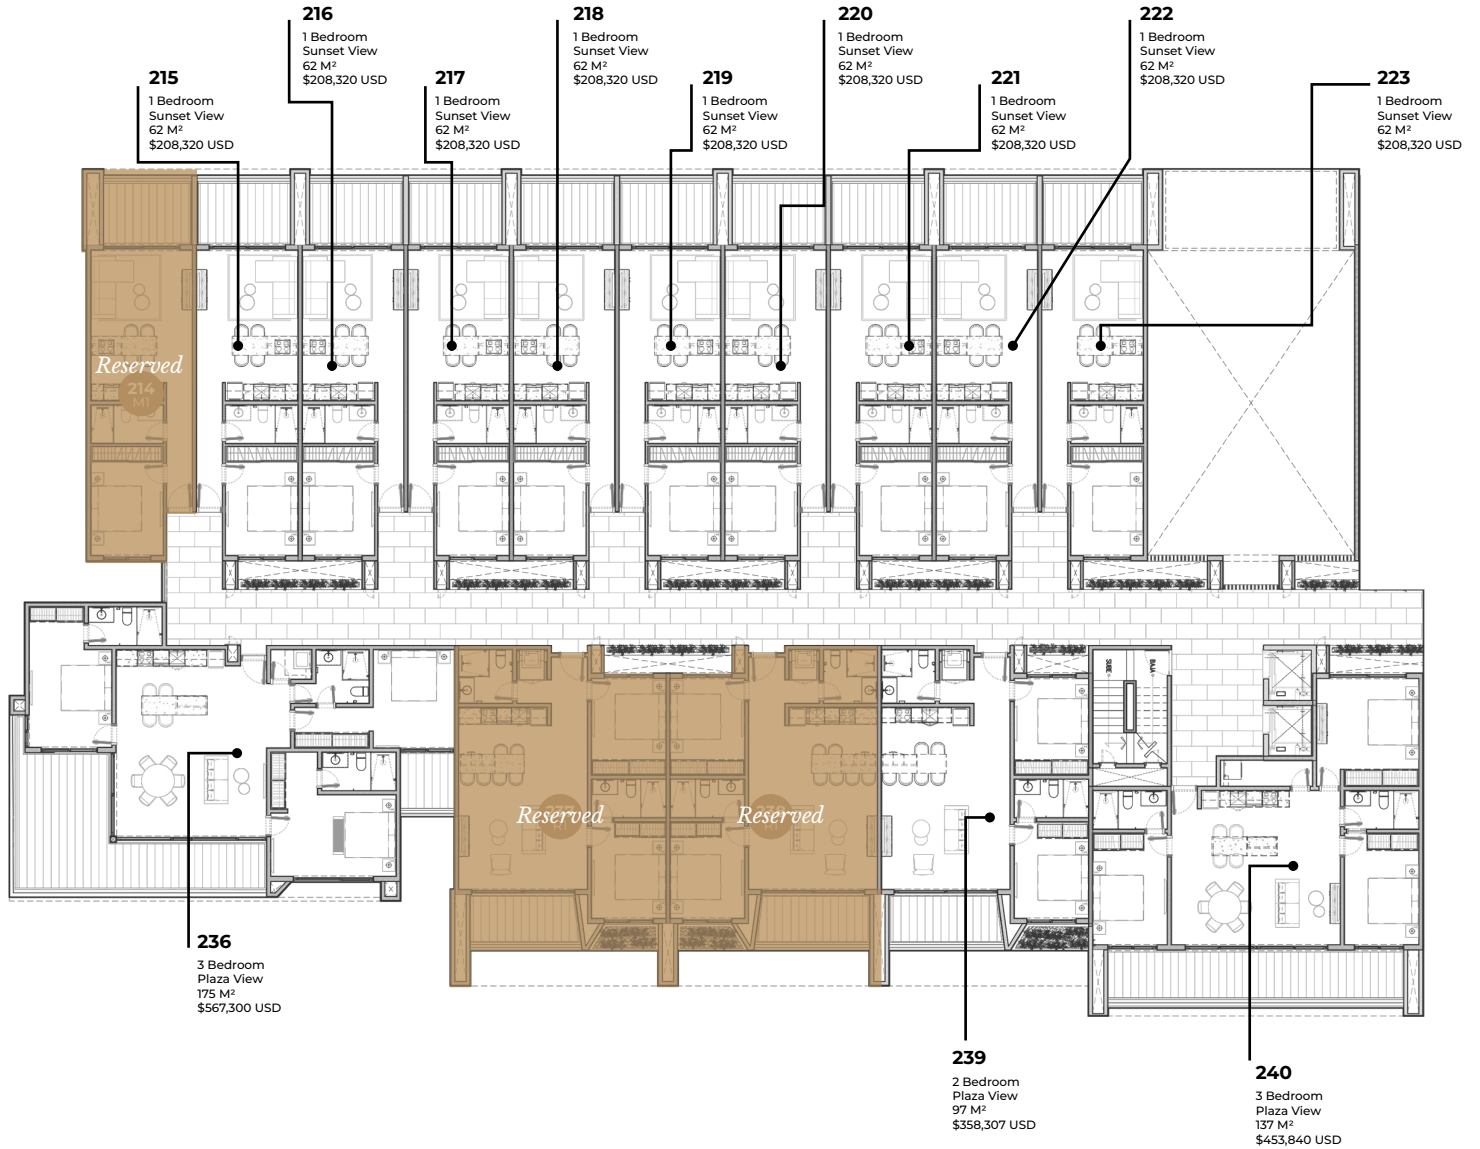 216
1 Bedroom
Sunset View
62 M²
$208,320 USD
218
1 Bedroom
Sunset View
62 M²
$208,320 USD
220
1 Bedroom
Sunset View
62 M²
$208,320 USD
222
1 Bedroom
Sunset View
62 M²
$208,320 USD
215
1 Bedroom
Sunset View
62 M²
$208,320 USD
217
1 Bedroom
Sunset View
62 M²
$208,320 USD
219
1 Bedroom
Sunset View
62 M²
$208,320 USD
221
1 Bedroom
Sunset View
62 M²
$208,320 USD
223
1 Bedroom
Sunset View
62 M²
$208,320 USD
Reserved
214
M1
SUBE
BAJA
Reserved
Reserved
236
3 Bedroom
Plaza View
175 M²
$567,300 USD
239
2 Bedroom
Plaza View
97 M²
$358,307 USD
240
3 Bedroom
Plaza View
137 M²
$453,840 USD